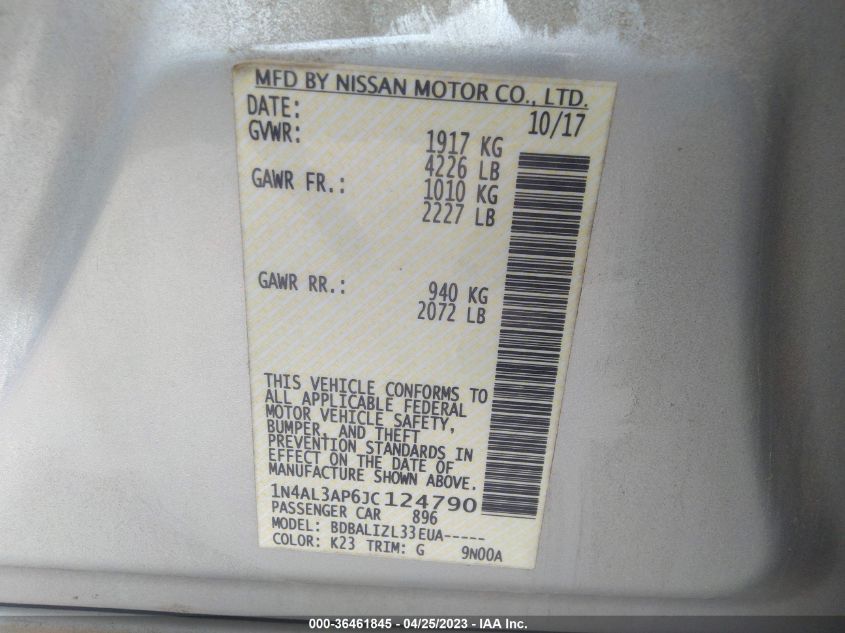 MFD BY NISSAN MOTOR CO., LTD.
DATE: 10/17
GVWR: 1917 KG
4226 LB
GAWR FR.: 1010 KG
2227 LB
GAWR RR.: 940 KG
2072 LB
THIS VEHICLE CONFORMS TO
ALL APPLICABLE FEDERAL
MOTOR VEHICLE SAFETY,
BUMPER, AND THEFT
PREVENTION STANDARDS IN
EFFECT ON THE DATE OF
MANUFACTURE SHOWN ABOVE.
1N4AL3AP6JC124790
PASSENGER CAR 896
MODEL: BDBALIZL33EUA-----
COLOR: K23 TRIM: G 9N00A
000-36461845 - 04/25/2023 - IAA Inc.